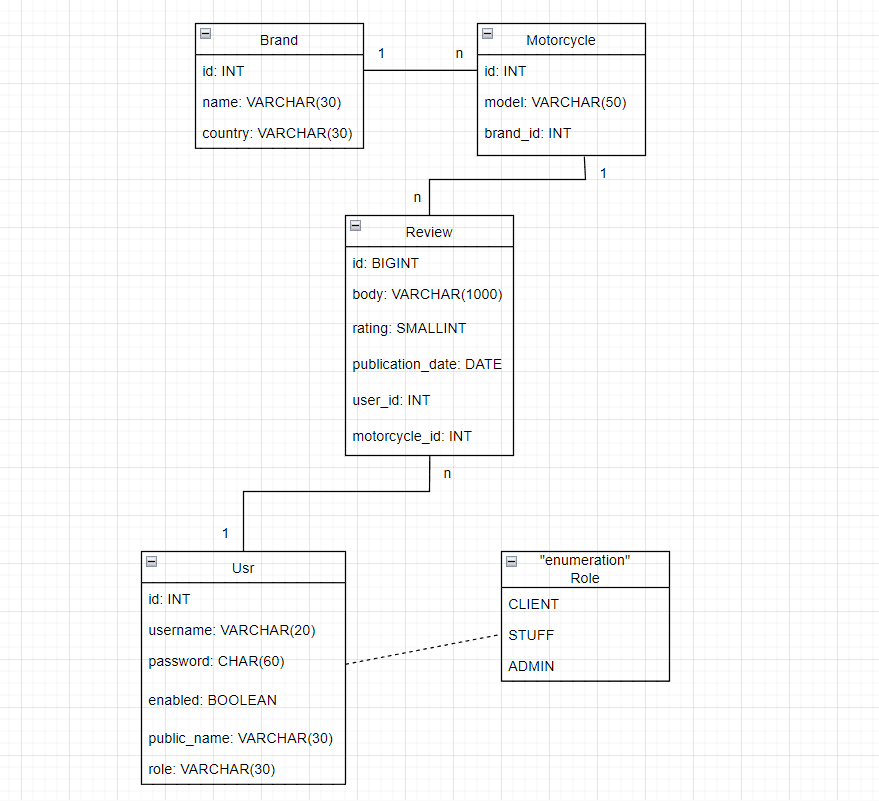 Brand
id: INT
name: VARCHAR(30)
country: VARCHAR(30)
1
n
Motorcycle
id: INT
model: VARCHAR(50)
brand_id: INT
1
n
Review
id: BIGINT
body: VARCHAR(1000)
rating: SMALLINT
publication_date: DATE
user_id: INT
motorcycle_id: INT
n
1
Usr
id: INT
username: VARCHAR(20)
password: CHAR(60)
enabled: BOOLEAN
public_name: VARCHAR(30)
role: VARCHAR(30)
"enumeration"
Role
CLIENT
STUFF
ADMIN